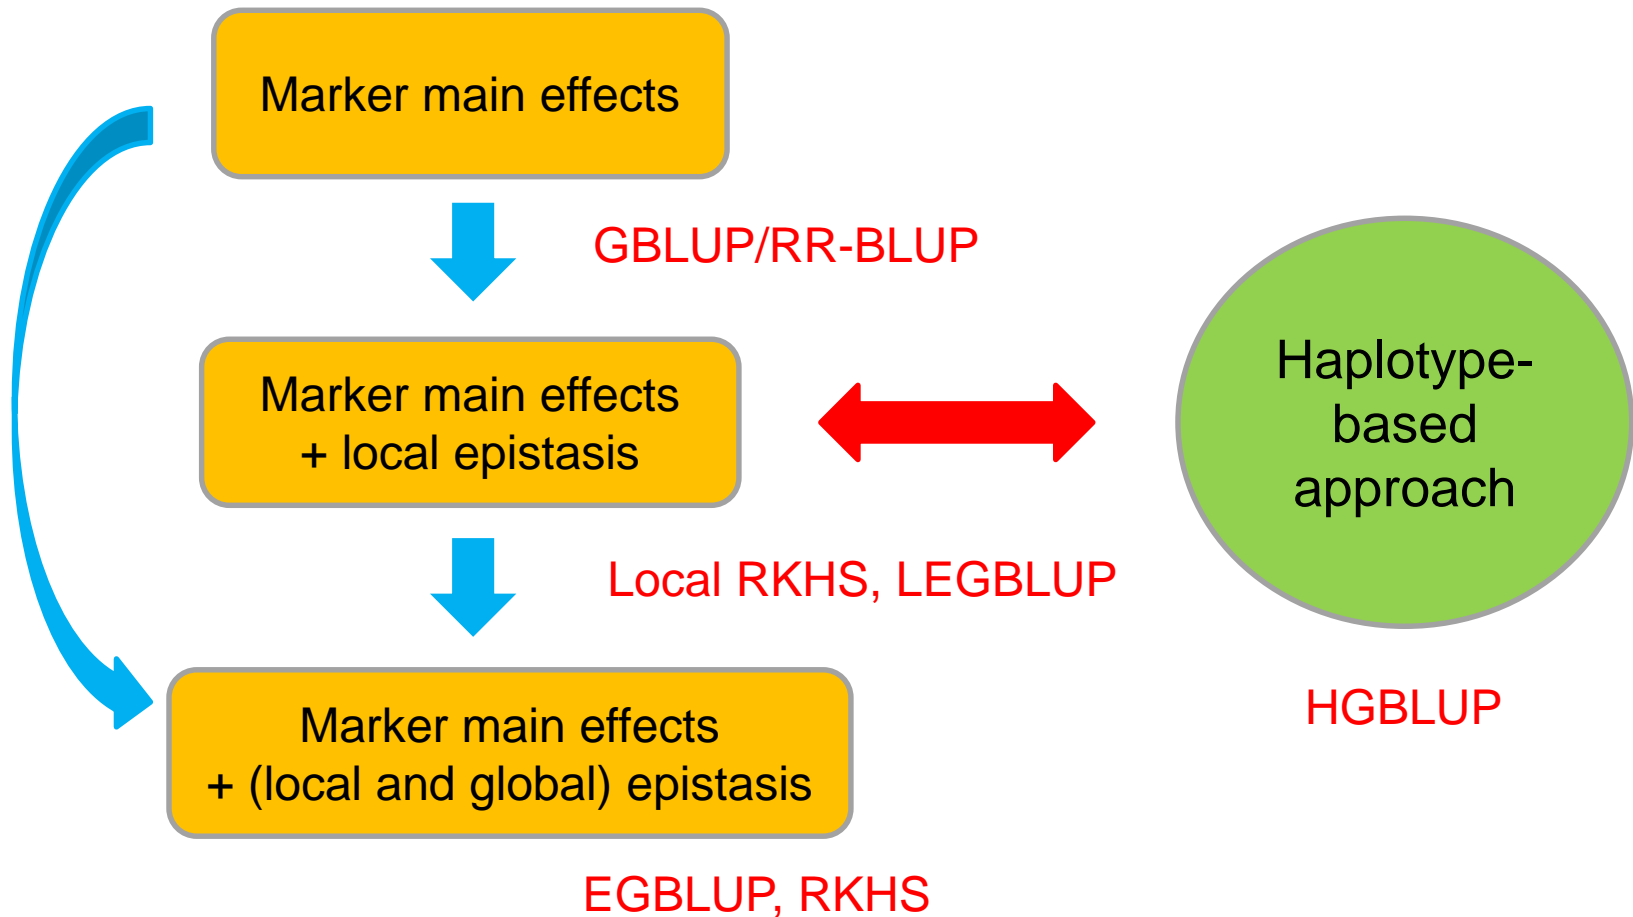 Marker main effects
GBLUP/RR-BLUP
Marker main effects
+ local epistasis
Haplotype-
based
approach
Local RKHS, LEGBLUP
HGBLUP
Marker main effects
+ (local and global) epistasis
EGBLUP, RKHS